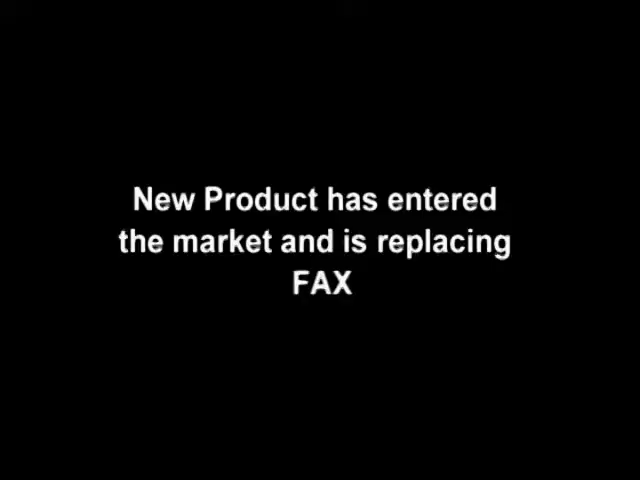 New Product has entered
the market and is replacing
FAX